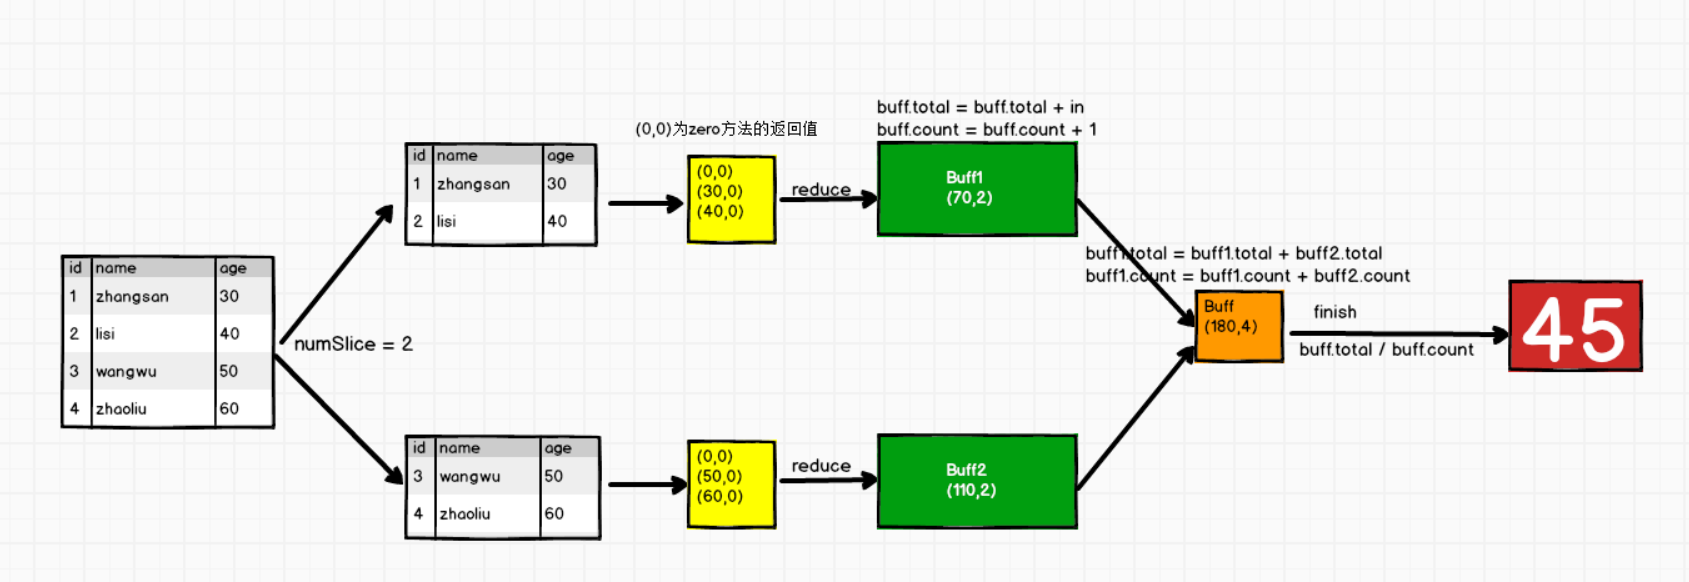 buff.total = buff.total + in
buff.count = buff.count + 1
(0,0)为zero方法的返回值
id name age
1 zhangsan 30
2 lisi 40
(0,0)
(30,0)
(40,0)
reduce
Buff1
(70,2)
id name age
1 zhangsan 30
2 lisi 40
3 wangwu 50
4 zhaoliu 60
numSlice = 2
buff1.total = buff1.total + buff2.total
buff1.count = buff1.count + buff2.count
Buff
(180,4)
finish
buff.total / buff.count
45
id name age
3 wangwu 50
4 zhaoliu 60
(0,0)
(50,0)
(60,0)
reduce
Buff2
(110,2)